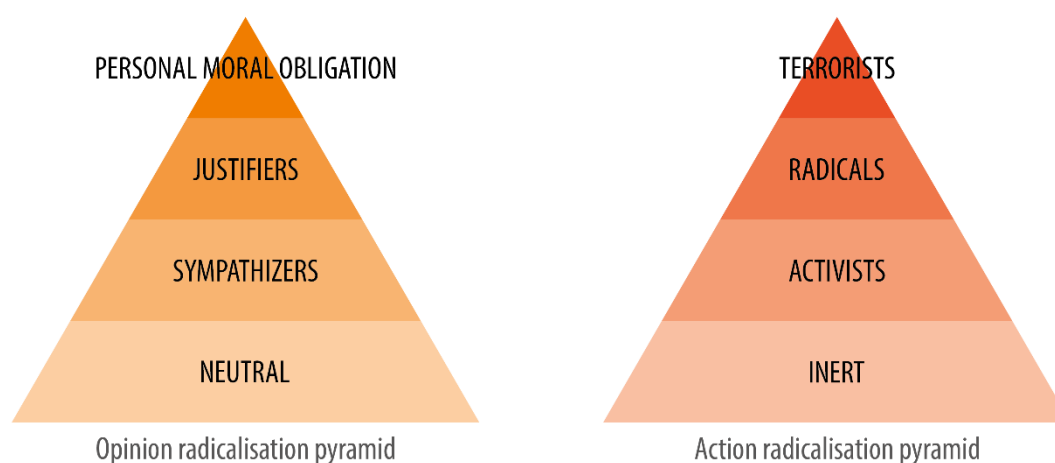 PERSONAL MORAL OBLIGATION
JUSTIFIERS
SYMPATHIZERS
NEUTRAL
Opinion radicalisation pyramid
TERRORISTS
RADICALS
ACTIVISTS
INERT
Action radicalisation pyramid